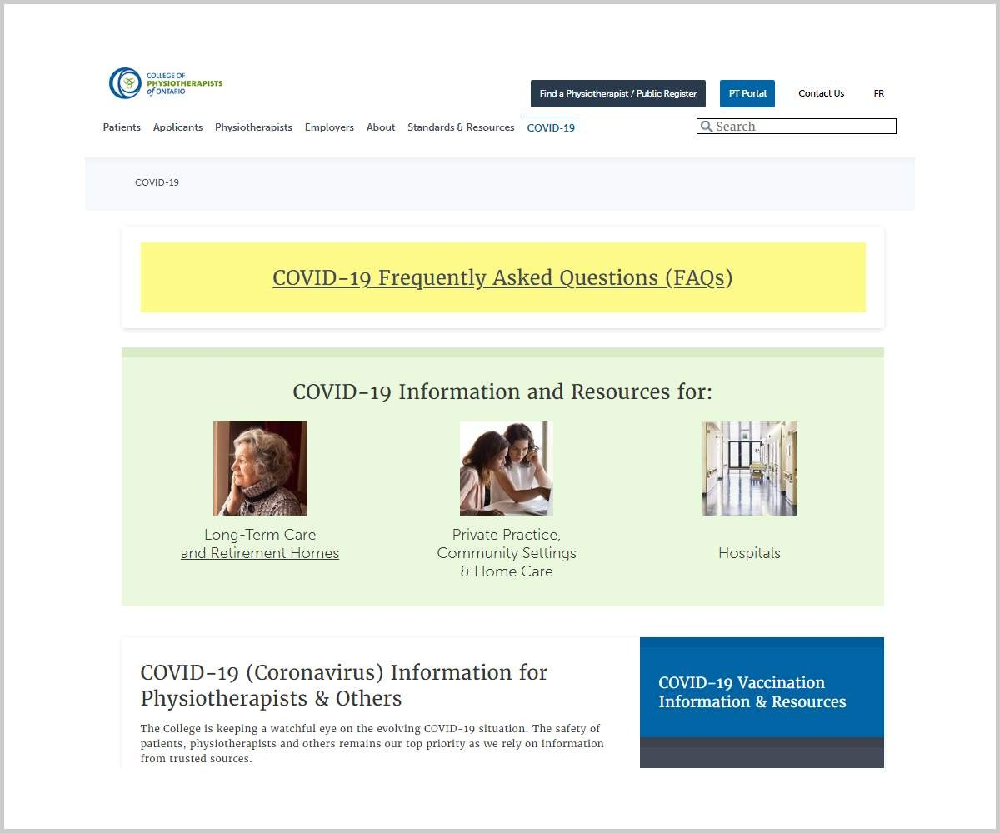 COLLEGE OF
PHYSIOTHERAPISTS
of ONTARIO
Find a Physiotherapist / Public Register
PT Portal
Contact Us
FR
Patients
Applicants
Physiotherapists
Employers
About
Standards & Resources
COVID-19
Search
COVID-19
COVID-19 Frequently Asked Questions (FAQs)
COVID-19 Information and Resources for:
Long-Term Care
and Retirement Homes
Private Practice,
Community Settings
& Home Care
Hospitals
COVID-19 (Coronavirus) Information for
Physiotherapists & Others
The College is keeping a watchful eye on the evolving COVID-19 situation. The safety of
patients, physiotherapists and others remains our top priority as we rely on information
from trusted sources.
COVID-19 Vaccination
Information & Resources